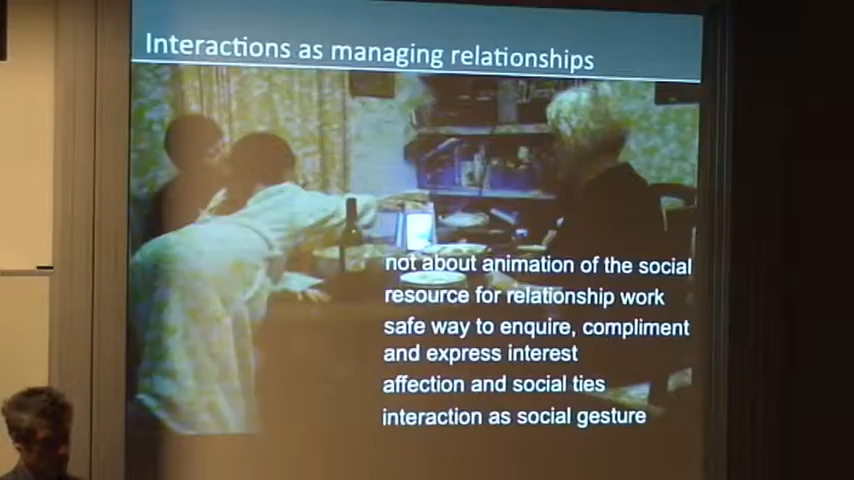 Interactions as managing relationships
not about animation of the social
resource for relationship work
safe way to enquire, compliment
and express interest
affection and social ties
interaction as social gesture